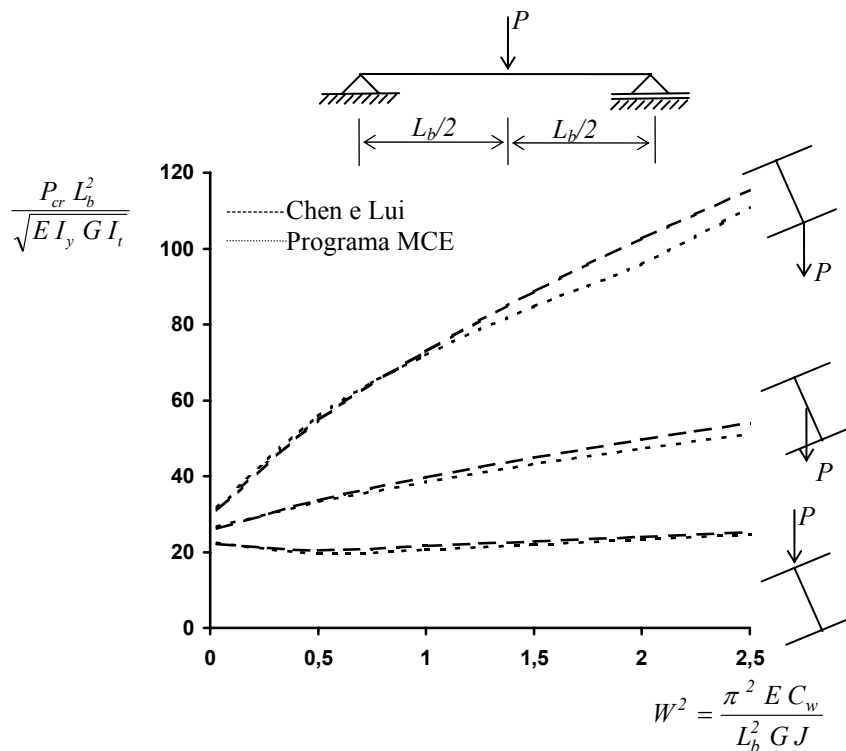 P
L_b/2 L_b/2
P_cr L_b^2 / √(E I_y G I_t)
120
100
80
60
40
20
0
Chen e Lui
Programa MCE
P
P
P
0 0,5 1 1,5 2 2,5
W^2 = π^2 E C_w / L_b^2 G J